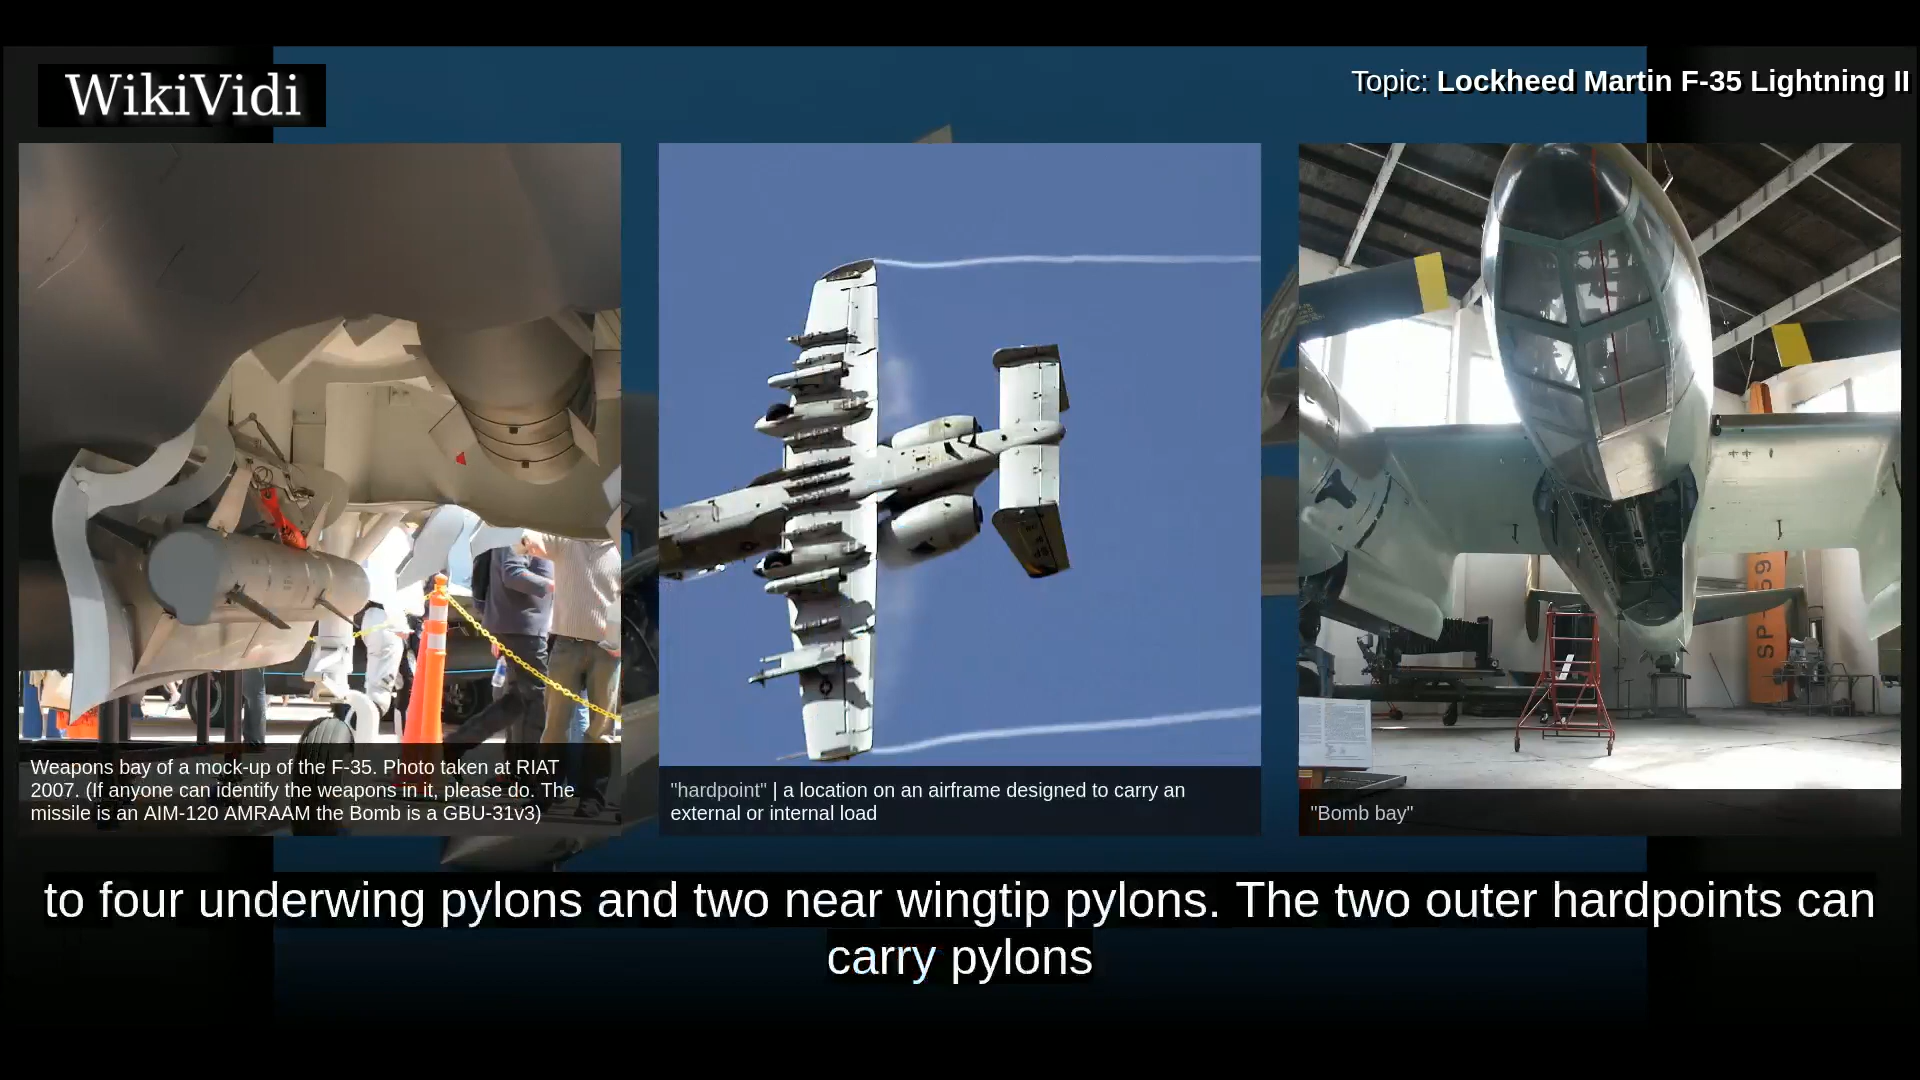 WikiVidi
Topic: Lockheed Martin F-35 Lightning II
Weapons bay of a mock-up of the F-35. Photo taken at RIAT
2007. (If anyone can identify the weapons in it, please do. The
missile is an AIM-120 AMRAAM the Bomb is a GBU-31v3)
"hardpoint" | a location on an airframe designed to carry an
external or internal load
SP-
59
"Bomb bay"
to four underwing pylons and two near wingtip pylons. The two outer hardpoints can
carry pylons